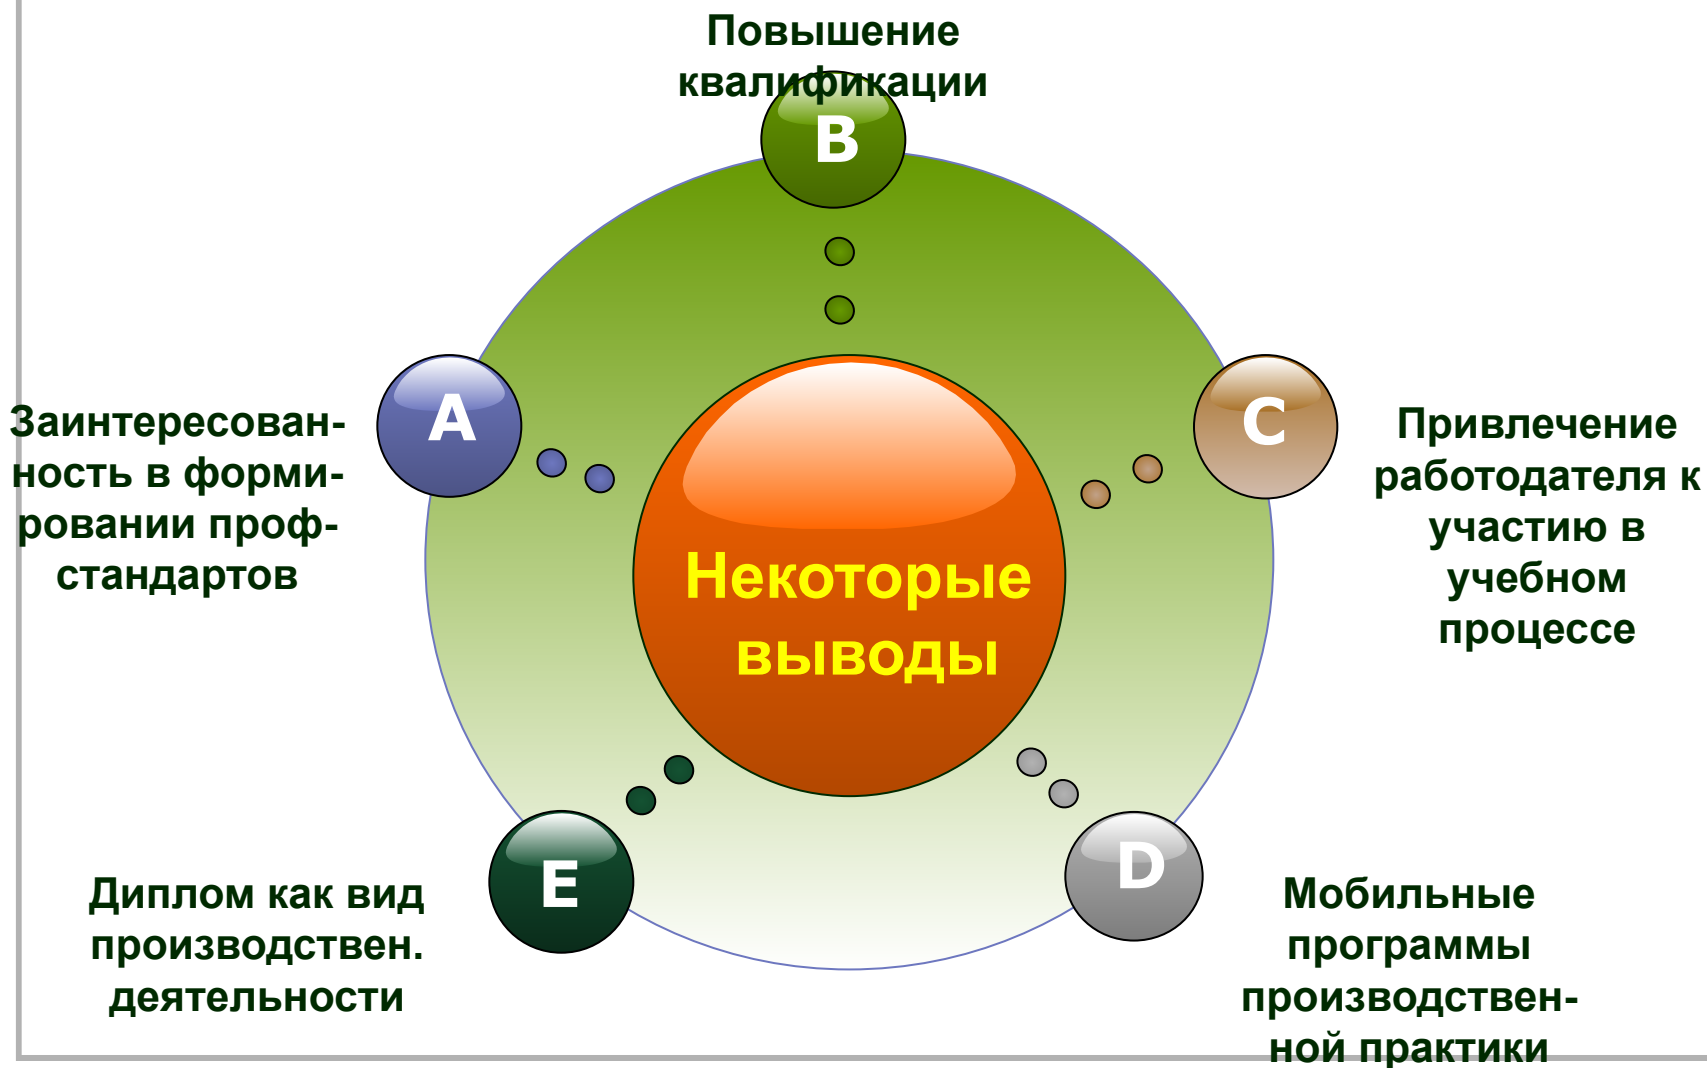 Повышение
квалификации
B
A
Заинтересован-
ность в форми-
ровании проф-
стандартов
C
Привлечение
работодателя к
участию в
учебном
процессе
Некоторые
выводы
E
Диплом как вид
производствен.
деятельности
D
Мобильные
программы
производствен-
ной практики